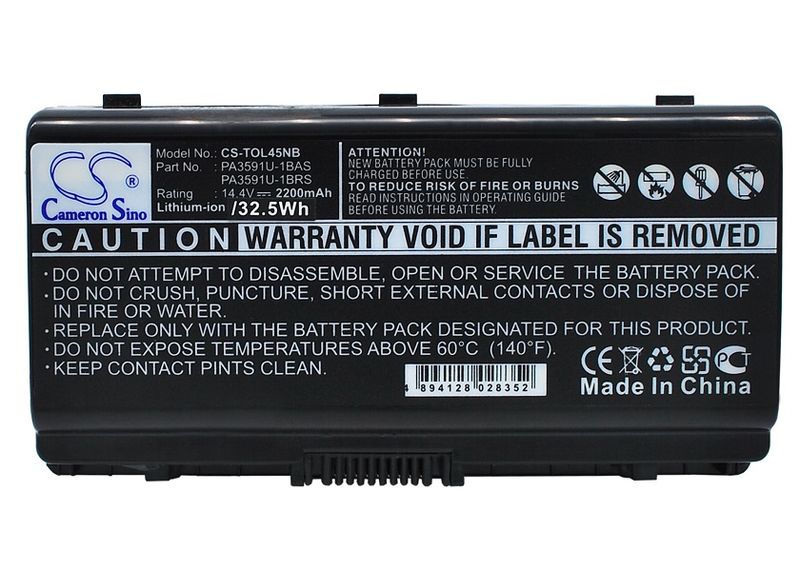 CS
®
Cameron Sino
Model No.: CS-TOL45NB
Part No. : PA3591U-1BAS
PA3591U-1BRS
Rating : 14.4V 2200mAh
Lithium-ion /32.5Wh
ATTENTION!
NEW BATTERY PACK MUST BE FULLY
CHARGED BEFORE USE.
TO REDUCE RISK OF FIRE OR BURNS
READ INSTRUCTIONS IN OPERATING GUIDE
BEFORE USING THE BATTERY.
CAUTION WARRANTY VOID IF LABEL IS REMOVED
•DO NOT ATTEMPT TO DISASSEMBLE, OPEN OR SERVICE THE BATTERY PACK.
•DO NOT CRUSH, PUNCTURE, SHORT EXTERNAL CONTACTS OR DISPOSE OF
IN FIRE OR WATER.
•REPLACE ONLY WITH THE BATTERY PACK DESIGNATED FOR THIS PRODUCT.
•DO NOT EXPOSE TEMPERATURES ABOVE 60°C (140°F).
•KEEP CONTACT PINTS CLEAN.
CE
Made In China
4 894128 028352